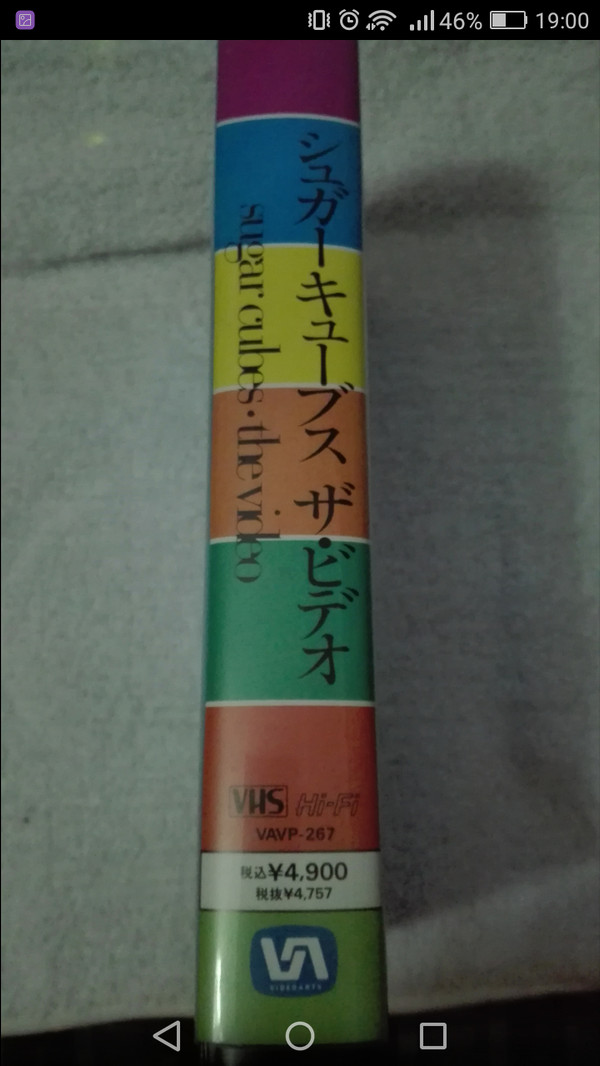 46%
19:00
シュガーキューブス ザ・ビデオ
sugar cubes · the video
VHS Hi-Fi
VAVP-267
税込¥4,900
税抜¥4,757
VIDEOARTS